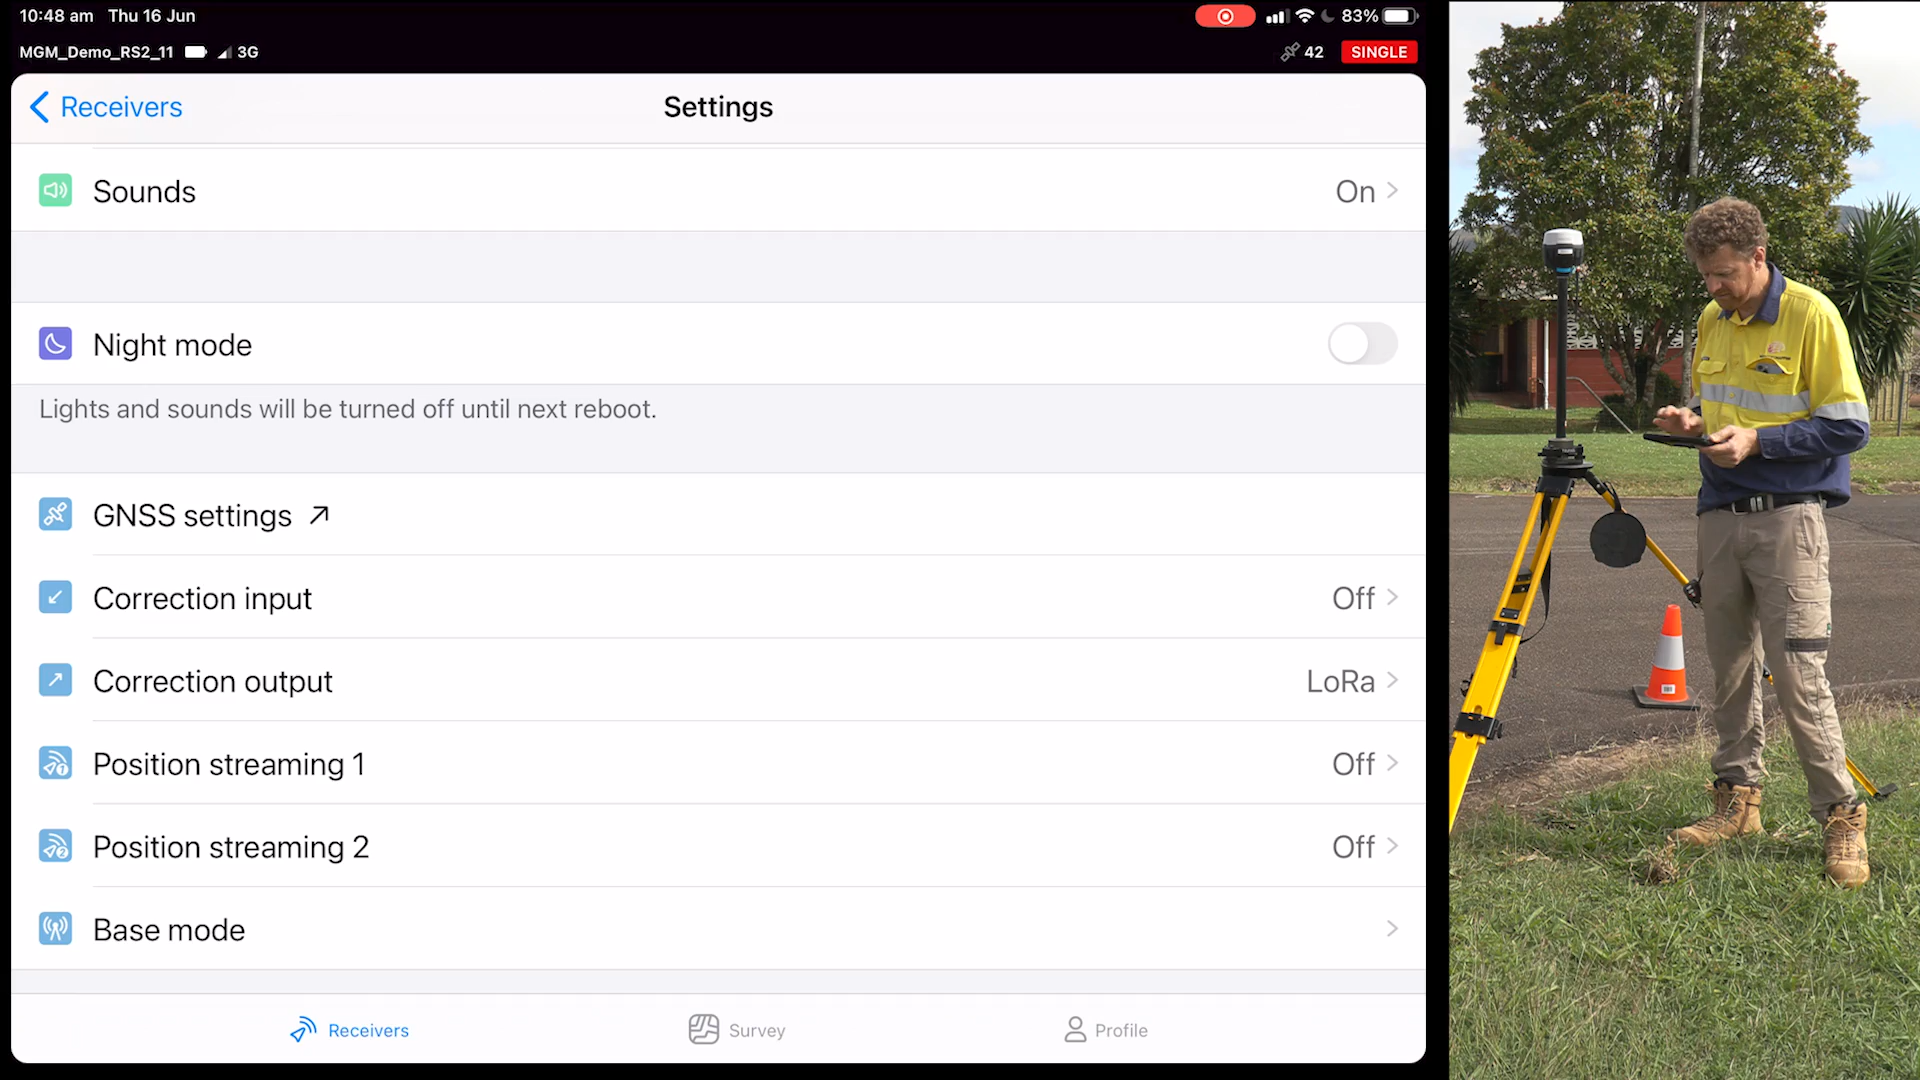 10:48 am Thu 16 Jun
83%
MGM_Demo_RS2_11 3G
42 SINGLE
Receivers
Settings
Sounds
On
Night mode
Lights and sounds will be turned off until next reboot.
GNSS settings
Correction input
Off
Correction output
LoRa
Position streaming 1
Off
Position streaming 2
Off
Base mode
Receivers
Survey
Profile